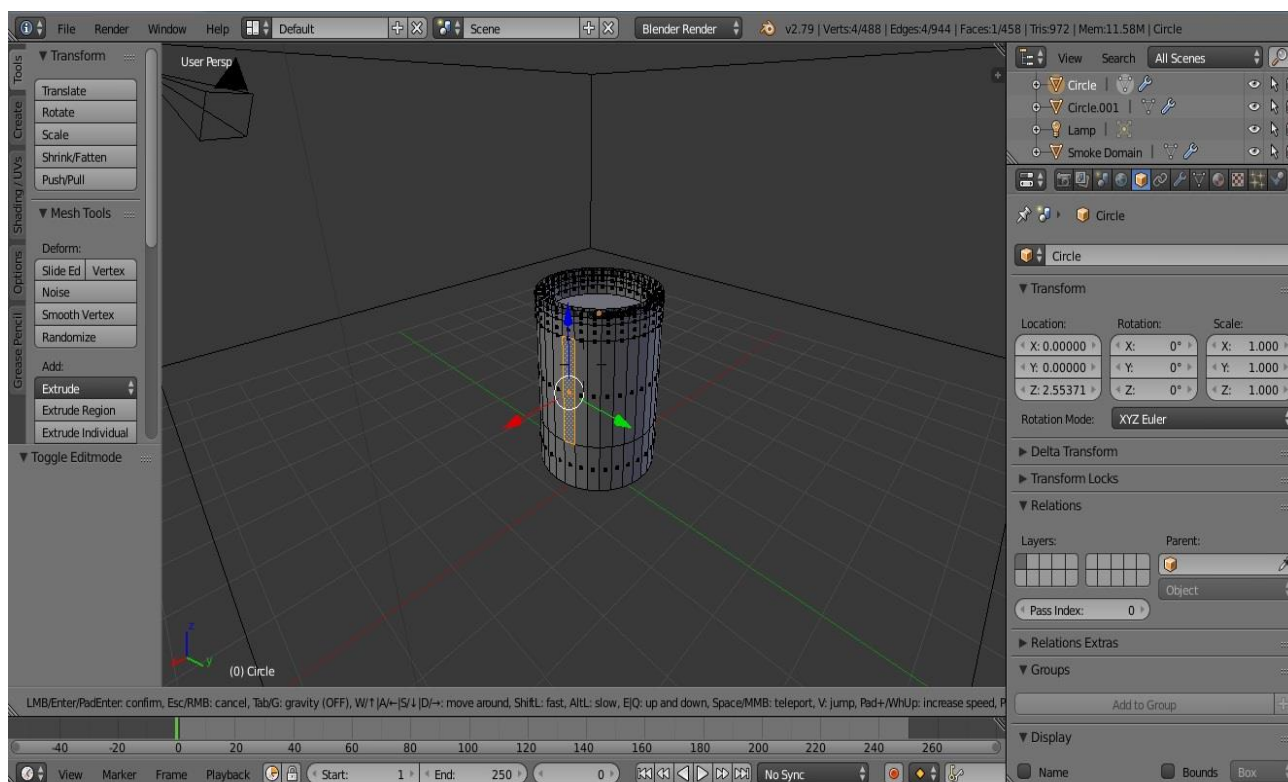 File Render Window Help Default Scene Blender Render v2.79 | Verts:4/488 | Edges:4/944 | Faces:1/458 | Tris:972 | Mem:11.58M | Circle
Tools
Create
Shading / UVs
Options
Grease Pencil
Transform
Translate
Rotate
Scale
Shrink/Fatten
Push/Pull
Mesh Tools
Deform:
Slide Ed Vertex
Noise
Smooth Vertex
Randomize
Add:
Extrude
Extrude Region
Extrude Individual
Toggle Editmode
User Persp
z
y
(0) Circle
LMB/Enter/PadEnter: confirm, Esc/RMB: cancel, Tab/G: gravity (OFF), W/↑|A/←|S/↓|D/→: move around, ShiftL: fast, AltL: slow, E|Q: up and down, Space/MMB: teleport, V: jump, Pad+/WhUp: increase speed, P
-40 -20 0 20 40 60 80 100 120 140 160 180 200 220 240 260
View Marker Frame Playback Start: 1 End: 250 0 No Sync
View Search All Scenes
Circle
Circle.001
Lamp
Smoke Domain
Circle
Circle
Transform
Location: Rotation: Scale:
X: 0.00000 X: 0° X: 1.000
Y: 0.00000 Y: 0° Y: 1.000
Z: 2.55371 Z: 0° Z: 1.000
Rotation Mode: XYZ Euler
Delta Transform
Transform Locks
Relations
Layers: Parent:
Object
Pass Index: 0
Relations Extras
Groups
Add to Group
Display
Name Bounds Box